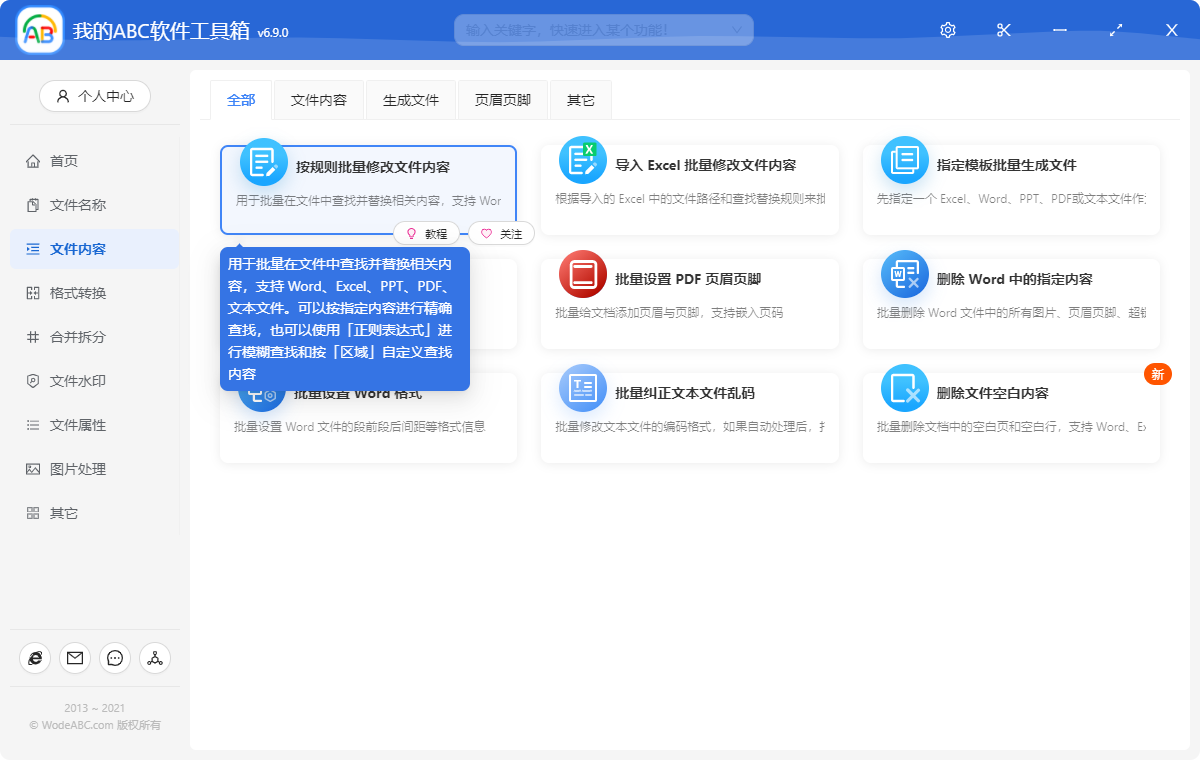 我的ABC软件工具箱 v6.9.0
输入关键字，快速进入某个功能！
个人中心
首页
文件名称
文件内容
格式转换
合并拆分
文件水印
文件属性
图片处理
其它
2013 ~ 2021
© WodeABC.com 版权所有
全部
文件内容
生成文件
页眉页脚
其它
按规则批量修改文件内容
用于批量在文件中查找并替换相关内容，支持 Wor
教程
关注
导入 Excel 批量修改文件内容
根据导入的 Excel 中的文件路径和查找替换规则来批
指定模板批量生成文件
先指定一个 Excel、Word、PPT、PDF或文本文件作
用于批量在文件中查找并替换相关内
容，支持 Word、Excel、PPT、PDF、
文本文件。可以按指定内容进行精确
查找，也可以使用「正则表达式」进
行模糊查找和按「区域」自定义查找
内容
批量设置 PDF 页眉页脚
批量给文档添加页眉与页脚，支持嵌入页码
删除 Word 中的指定内容
批量删除 Word 文件中的所有图片、页眉页脚、超链
批量设置 Word 格式
批量设置 Word 文件的段前段后间距等格式信息
批量纠正文本文件乱码
批量修改文本文件的编码格式，如果自动处理后，
新
删除文件空白内容
批量删除文档中的空白页和空白行，支持 Word、Ex